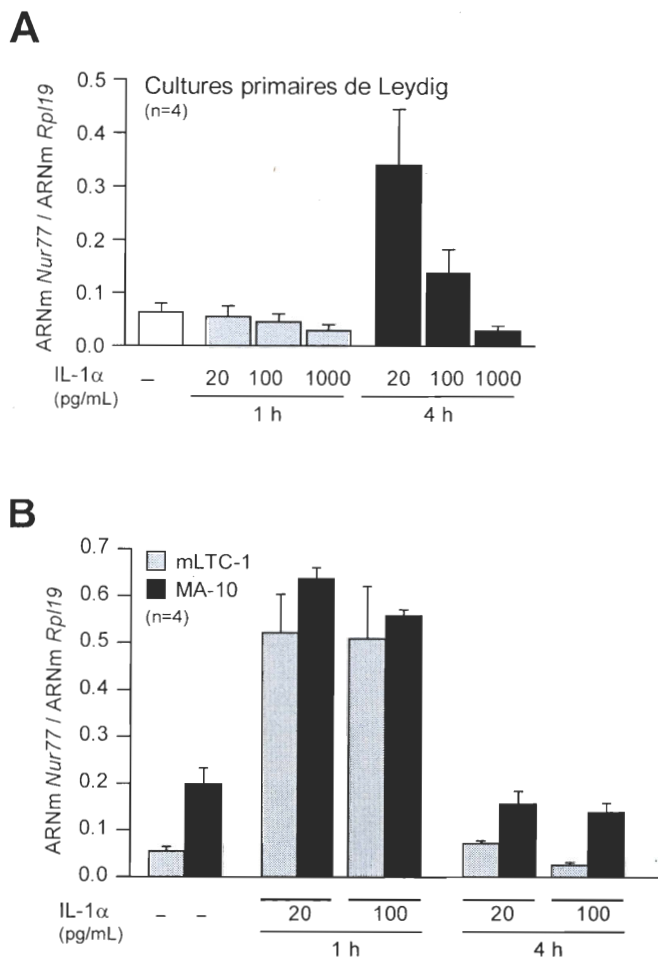 A
Cultures primaires de Leydig
(n=4)
ARNm Nur77 / ARNm Rpl19
0.5
0.4
0.3
0.2
0.1
0.0
IL-1α
(pg/mL)
– 20 100 1000 20 100 1000
1 h 4 h
B
mLTC-1
MA-10
(n=4)
ARNm Nur77 / ARNm Rpl19
0.7
0.6
0.5
0.4
0.3
0.2
0.1
0.0
IL-1α
(pg/mL)
– – 20 100 20 100
1 h 4 h